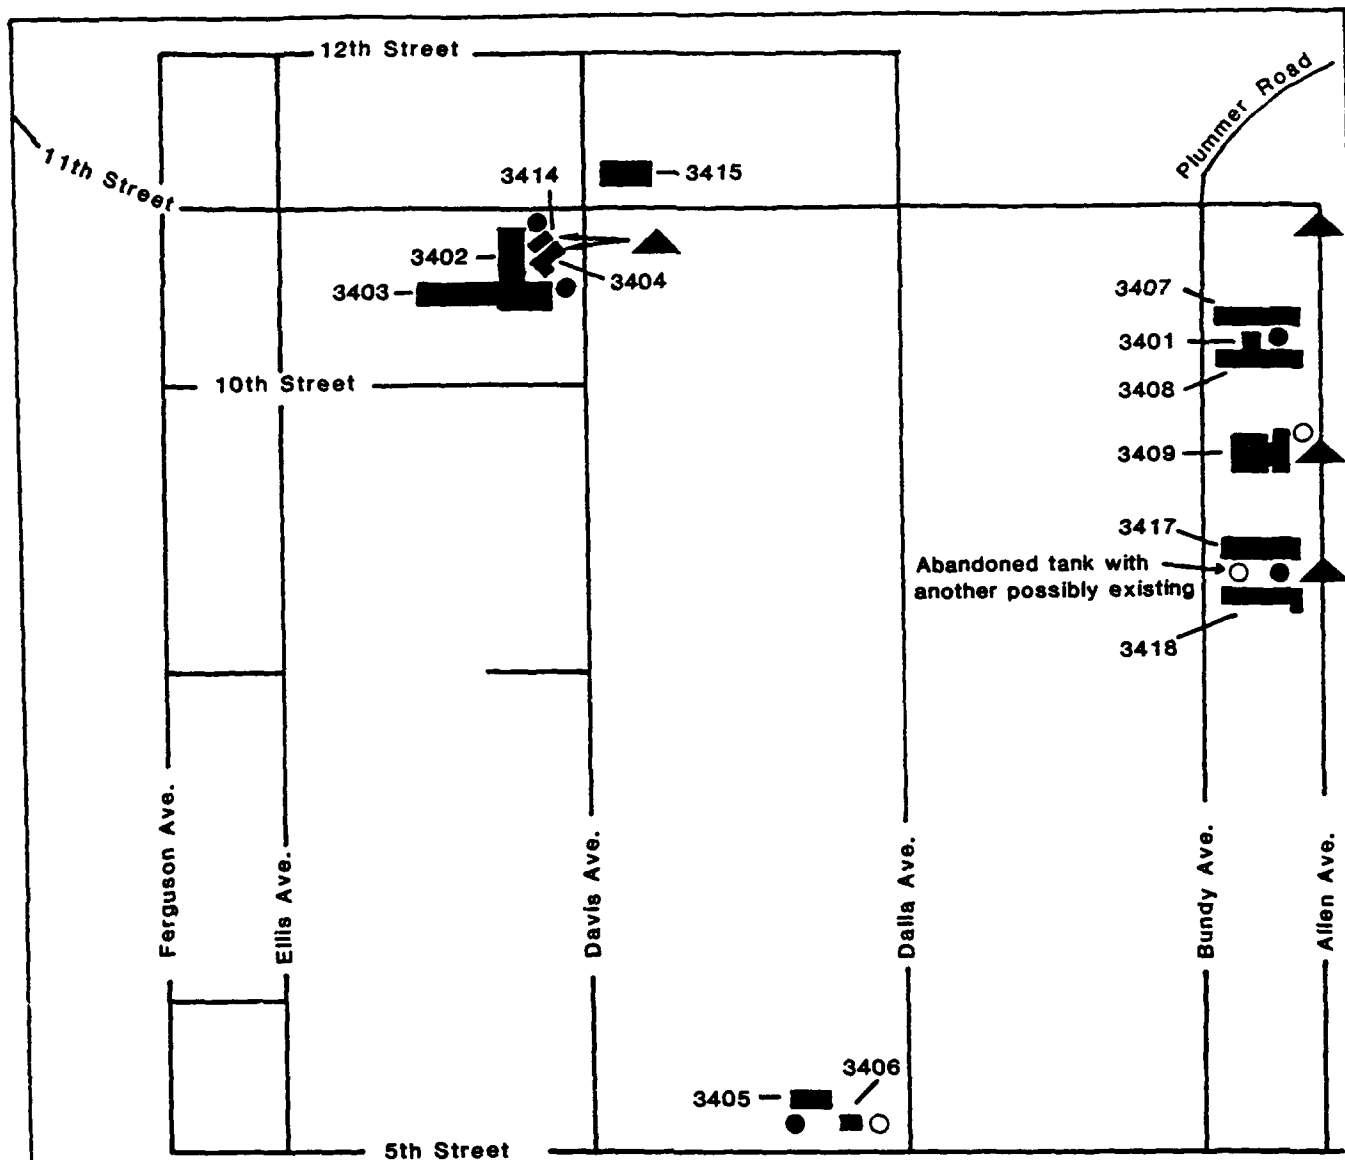 12th Street
Plummer Road
11th Street
3414
3415
3402
3404
3403
3407
3401
10th Street
3408
3409
3417
Abandoned tank with
another possibly existing
3418
Ferguson Ave.
Ellis Ave.
Davis Ave.
Dalla Ave.
Bundy Ave.
Allen Ave.
3406
3405
5th Street